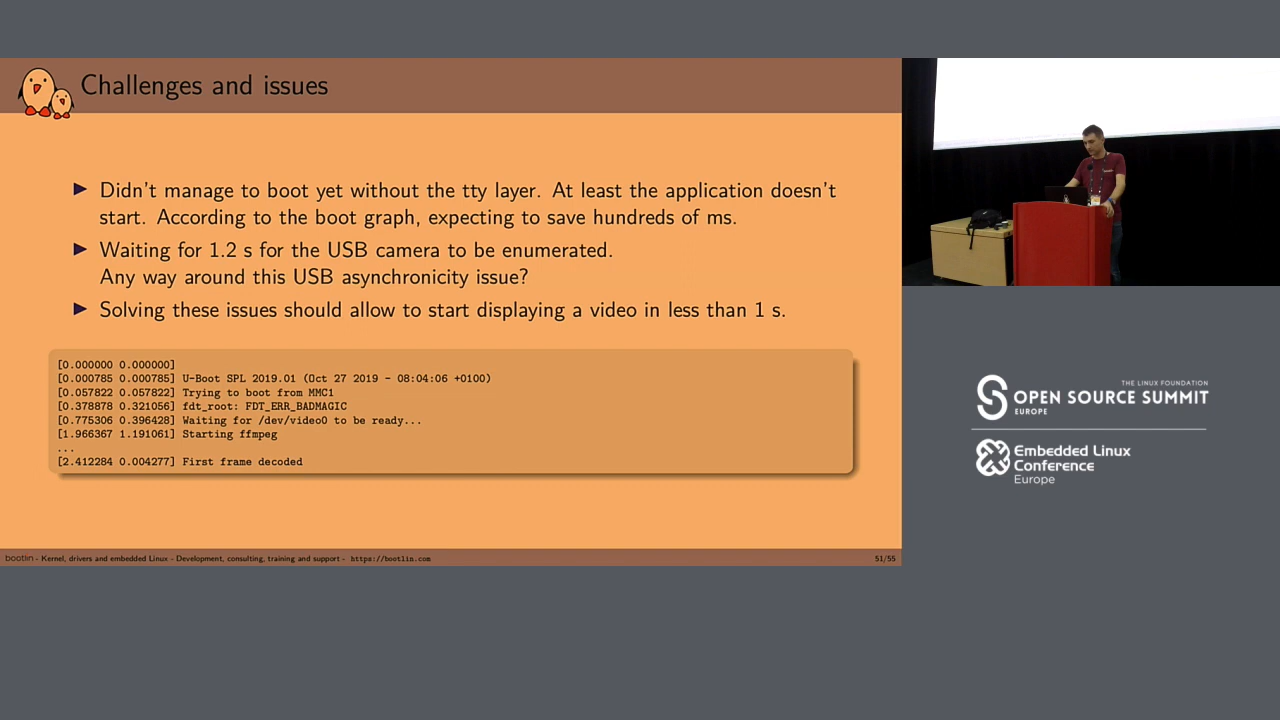 Challenges and issues
Didn't manage to boot yet without the tty layer. At least the application doesn't
start. According to the boot graph, expecting to save hundreds of ms.
Waiting for 1.2 s for the USB camera to be enumerated.
Any way around this USB asynchronicity issue?
Solving these issues should allow to start displaying a video in less than 1 s.
[0.000000 0.000000]
[0.000785 0.000785] U-Boot SPL 2019.01 (Oct 27 2019 - 08:04:06 +0100)
[0.057822 0.057822] Trying to boot from MMC1
[0.378878 0.321056] fdt_root: FDT_ERR_BADMAGIC
[0.775306 0.396428] Waiting for /dev/video0 to be ready...
[1.966367 1.191061] Starting ffmpeg
...
[2.412284 0.004277] First frame decoded
bootlin - Kernel, drivers and embedded Linux - Development, consulting, training and support - https://bootlin.com
51/55
THE LINUX FOUNDATION
OPEN SOURCE SUMMIT
EUROPE
Embedded Linux
Conference
Europe